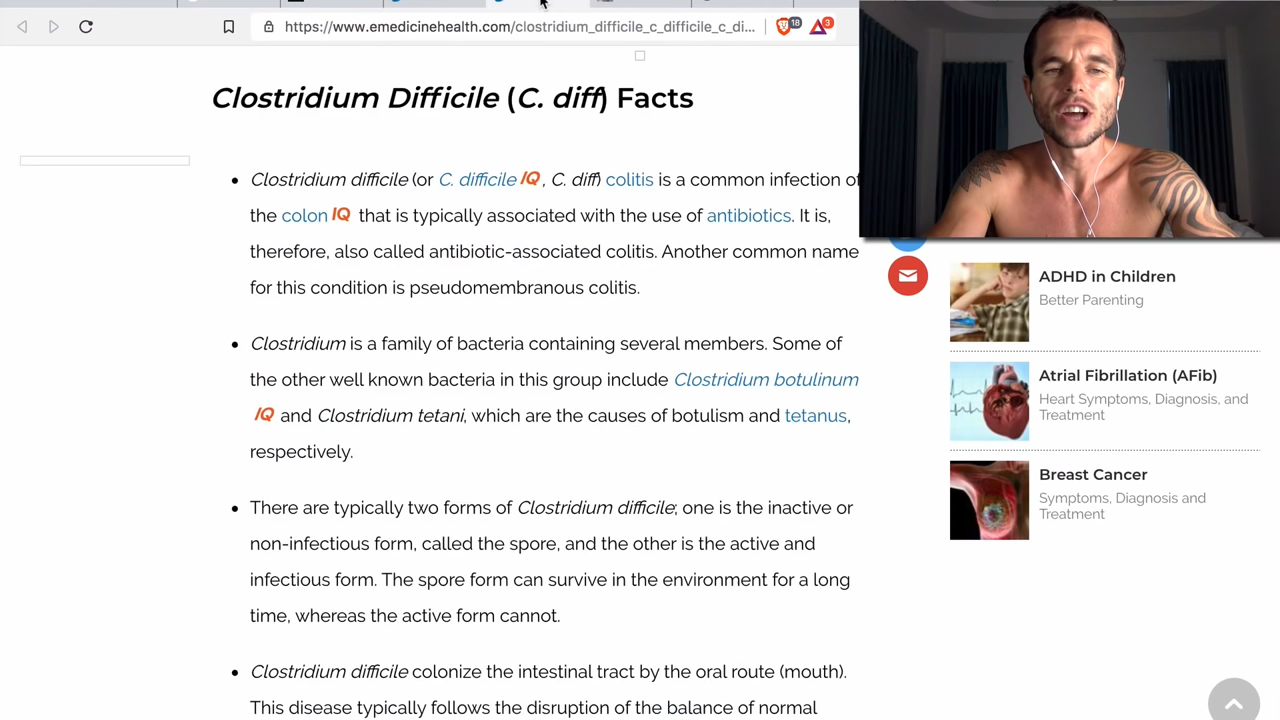 https://www.emedicinehealth.com/clostridium_difficile_c_difficile_c_di...
18
3
Clostridium Difficile (C. diff) Facts
Clostridium difficile (or C. difficile IQ, C. diff) colitis is a common infection of
the colon IQ that is typically associated with the use of antibiotics. It is,
therefore, also called antibiotic-associated colitis. Another common name
for this condition is pseudomembranous colitis.
Clostridium is a family of bacteria containing several members. Some of
the other well known bacteria in this group include Clostridium botulinum
IQ and Clostridium tetani, which are the causes of botulism and tetanus,
respectively.
There are typically two forms of Clostridium difficile; one is the inactive or
non-infectious form, called the spore, and the other is the active and
infectious form. The spore form can survive in the environment for a long
time, whereas the active form cannot.
Clostridium difficile colonize the intestinal tract by the oral route (mouth).
This disease typically follows the disruption of the balance of normal
ADHD in Children
Better Parenting
Atrial Fibrillation (AFib)
Heart Symptoms, Diagnosis, and
Treatment
Breast Cancer
Symptoms, Diagnosis and
Treatment